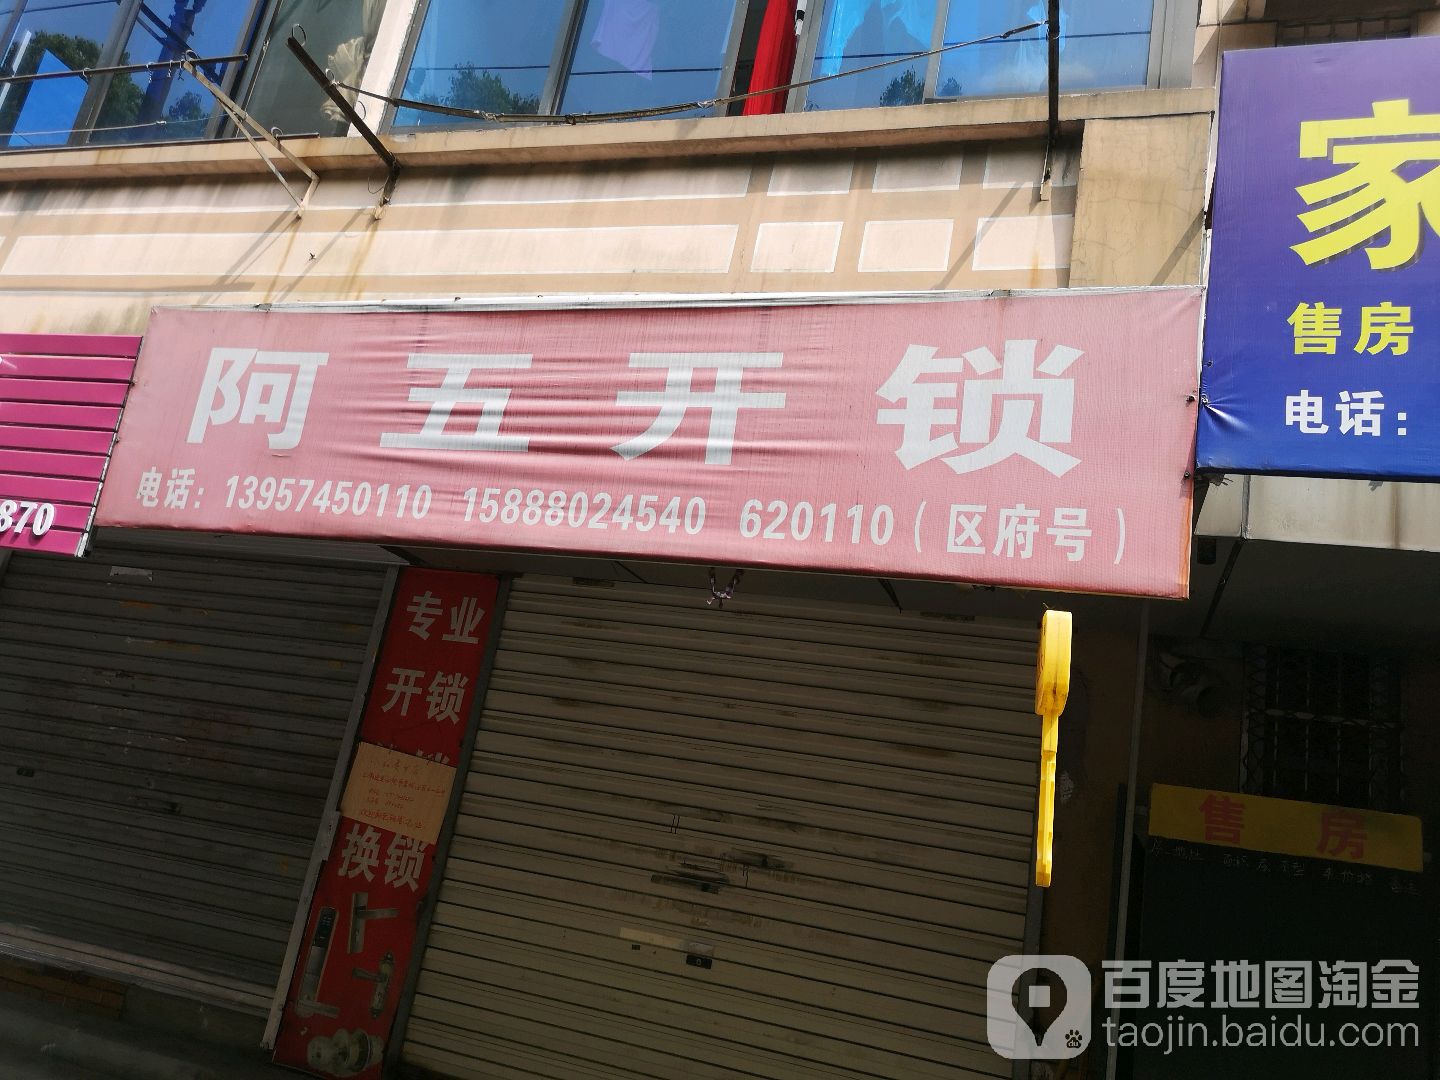 家
售房
电话：
阿五开锁
电话：13957450110 15888024540 620110（区府号）
870
专业
开锁
换锁
售房
百度地图淘金
taojin.baidu.com